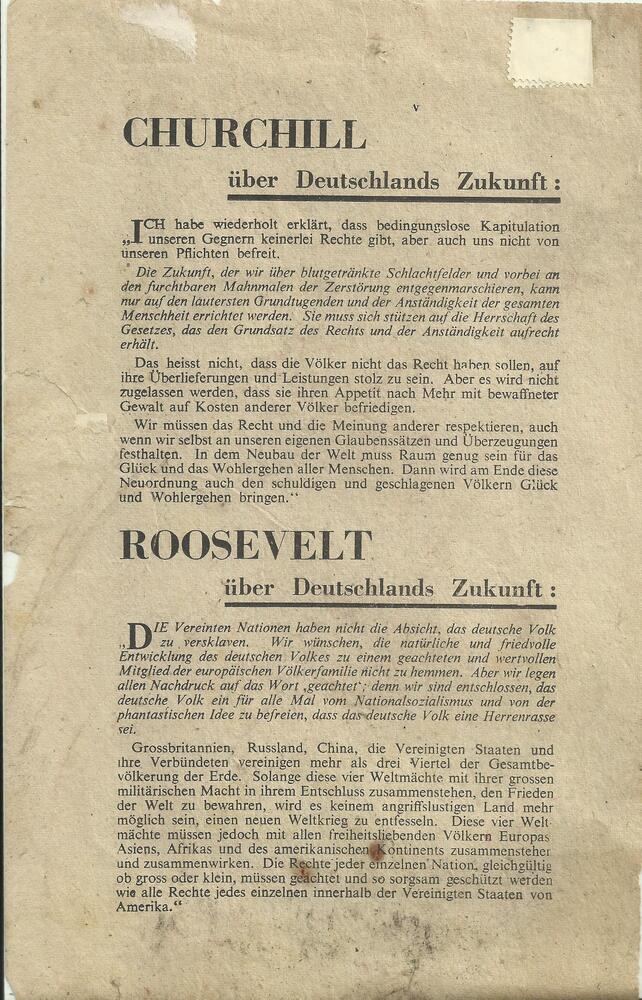 CHURCHILL
über Deutschlands Zukunft :
„ICH habe wiederholt erklärt, dass bedingungslose Kapitulation
unseren Gegnern keinerlei Rechte gibt, aber auch uns nicht von
unseren Pflichten befreit.
Die Zukunft, der wir über blutgetränkte Schlachtfelder und vorbei an
den furchtbaren Mahnmalen der Zerstörung entgegenmarschieren, kann
nur auf den lautersten Grundtugenden und der Anständigkeit der gesamten
Menschheit errichtet werden. Sie muss sich stützen auf die Herrschaft des
Gesetzes, das den Grundsatz des Rechts und der Anständigkeit aufrecht
erhält.
Das heisst nicht, dass die Völker nicht das Recht haben sollen, auf
ihre Überlieferungen und Leistungen stolz zu sein. Aber es wird nicht
zugelassen werden, dass sie ihren Appetit nach Mehr mit bewaffneter
Gewalt auf Kosten anderer Völker befriedigen.
Wir müssen das Recht und die Meinung anderer respektieren, auch
wenn wir selbst an unseren eigenen Glaubenssätzen und Überzeugungen
festhalten. In dem Neubau der Welt muss Raum genug sein für das
Glück und das Wohlergehen aller Menschen. Dann wird am Ende diese
Neuordnung auch den schuldigen und geschlagenen Völkern Glück
und Wohlergehen bringen.“
ROOSEVELT
über Deutschlands Zukunft :
„DIE Vereinten Nationen haben nicht die Absicht, das deutsche Volk
zu versklaven. Wir wünschen, die natürliche und friedvolle
Entwicklung des deutschen Volkes zu einem geachteten und wertvollen
Mitglied der europäischen Völkerfamilie nicht zu hemmen. Aber wir legen
allen Nachdruck auf das Wort ‚geachtet‘; denn wir sind entschlossen, das
deutsche Volk ein für alle Mal vom Nationalsozialismus und von der
phantastischen Idee zu befreien, dass das deutsche Volk eine Herrenrasse
sei.
Grossbritannien, Russland, China, die Vereinigten Staaten und
ihre Verbündeten vereinigen mehr als drei Viertel der Gesamtbe-
völkerung der Erde. Solange diese vier Weltmächte mit ihrer grossen
militärischen Macht in ihrem Entschluss zusammenstehen, den Frieden
der Welt zu bewahren, wird es keinem angriffslustigen Land mehr
möglich sein, einen neuen Weltkrieg zu entfesseln. Diese vier Welt-
mächte müssen jedoch mit allen freiheitsliebenden Völkern Europas
Asiens, Afrikas und des amerikanischen Kontinents zusammenstehen
und zusammenwirken. Die Rechte jeder einzelnen Nation, gleichgültig
ob gross oder klein, müssen geachtet und so sorgsam geschützt werden
wie alle Rechte jedes einzelnen innerhalb der Vereinigten Staaten von
Amerika.“